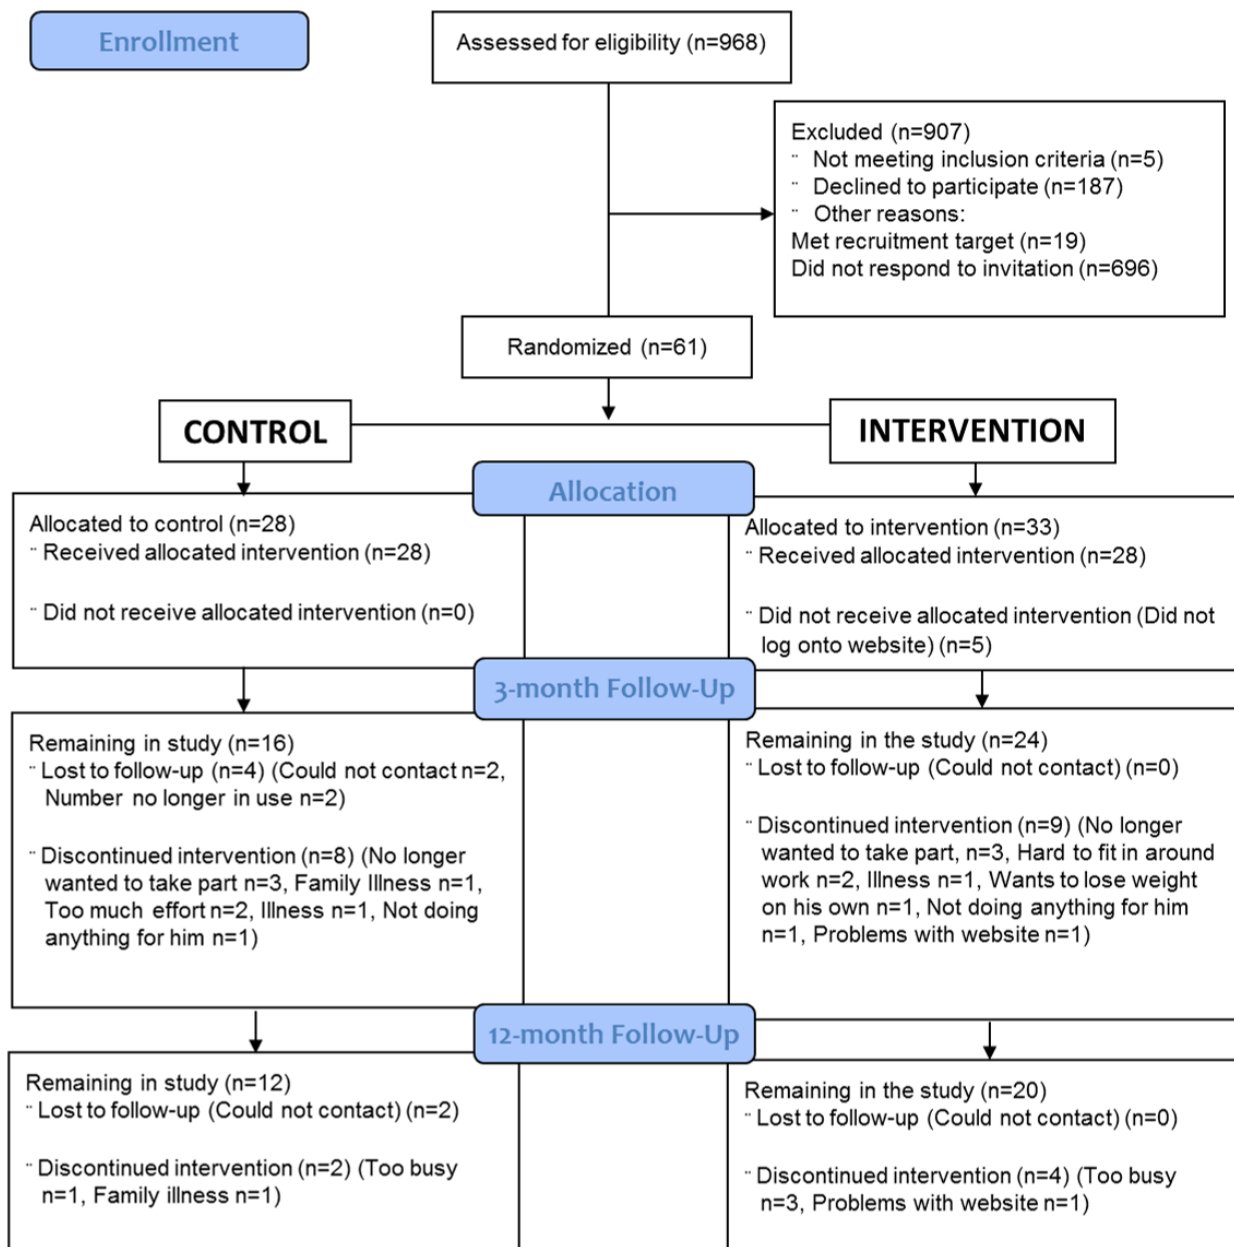 Enrollment
Assessed for eligibility (n=968)
Excluded (n=907)
¨ Not meeting inclusion criteria (n=5)
¨ Declined to participate (n=187)
¨ Other reasons:
Met recruitment target (n=19)
Did not respond to invitation (n=696)
Randomized (n=61)
CONTROL
INTERVENTION
Allocation
Allocated to control (n=28)
¨ Received allocated intervention (n=28)
¨ Did not receive allocated intervention (n=0)
Allocated to intervention (n=33)
¨ Received allocated intervention (n=28)
¨ Did not receive allocated intervention (Did not
log onto website) (n=5)
3-month Follow-Up
Remaining in study (n=16)
¨ Lost to follow-up (n=4) (Could not contact n=2,
Number no longer in use n=2)
¨ Discontinued intervention (n=8) (No longer
wanted to take part n=3, Family Illness n=1,
Too much effort n=2, Illness n=1, Not doing
anything for him n=1)
Remaining in the study (n=24)
¨ Lost to follow-up (Could not contact) (n=0)
¨ Discontinued intervention (n=9) (No longer
wanted to take part, n=3, Hard to fit in around
work n=2, Illness n=1, Wants to lose weight
on his own n=1, Not doing anything for him
n=1, Problems with website n=1)
12-month Follow-Up
Remaining in study (n=12)
¨ Lost to follow-up (Could not contact) (n=2)
¨ Discontinued intervention (n=2) (Too busy
n=1, Family illness n=1)
Remaining in the study (n=20)
¨ Lost to follow-up (Could not contact) (n=0)
¨ Discontinued intervention (n=4) (Too busy
n=3, Problems with website n=1)